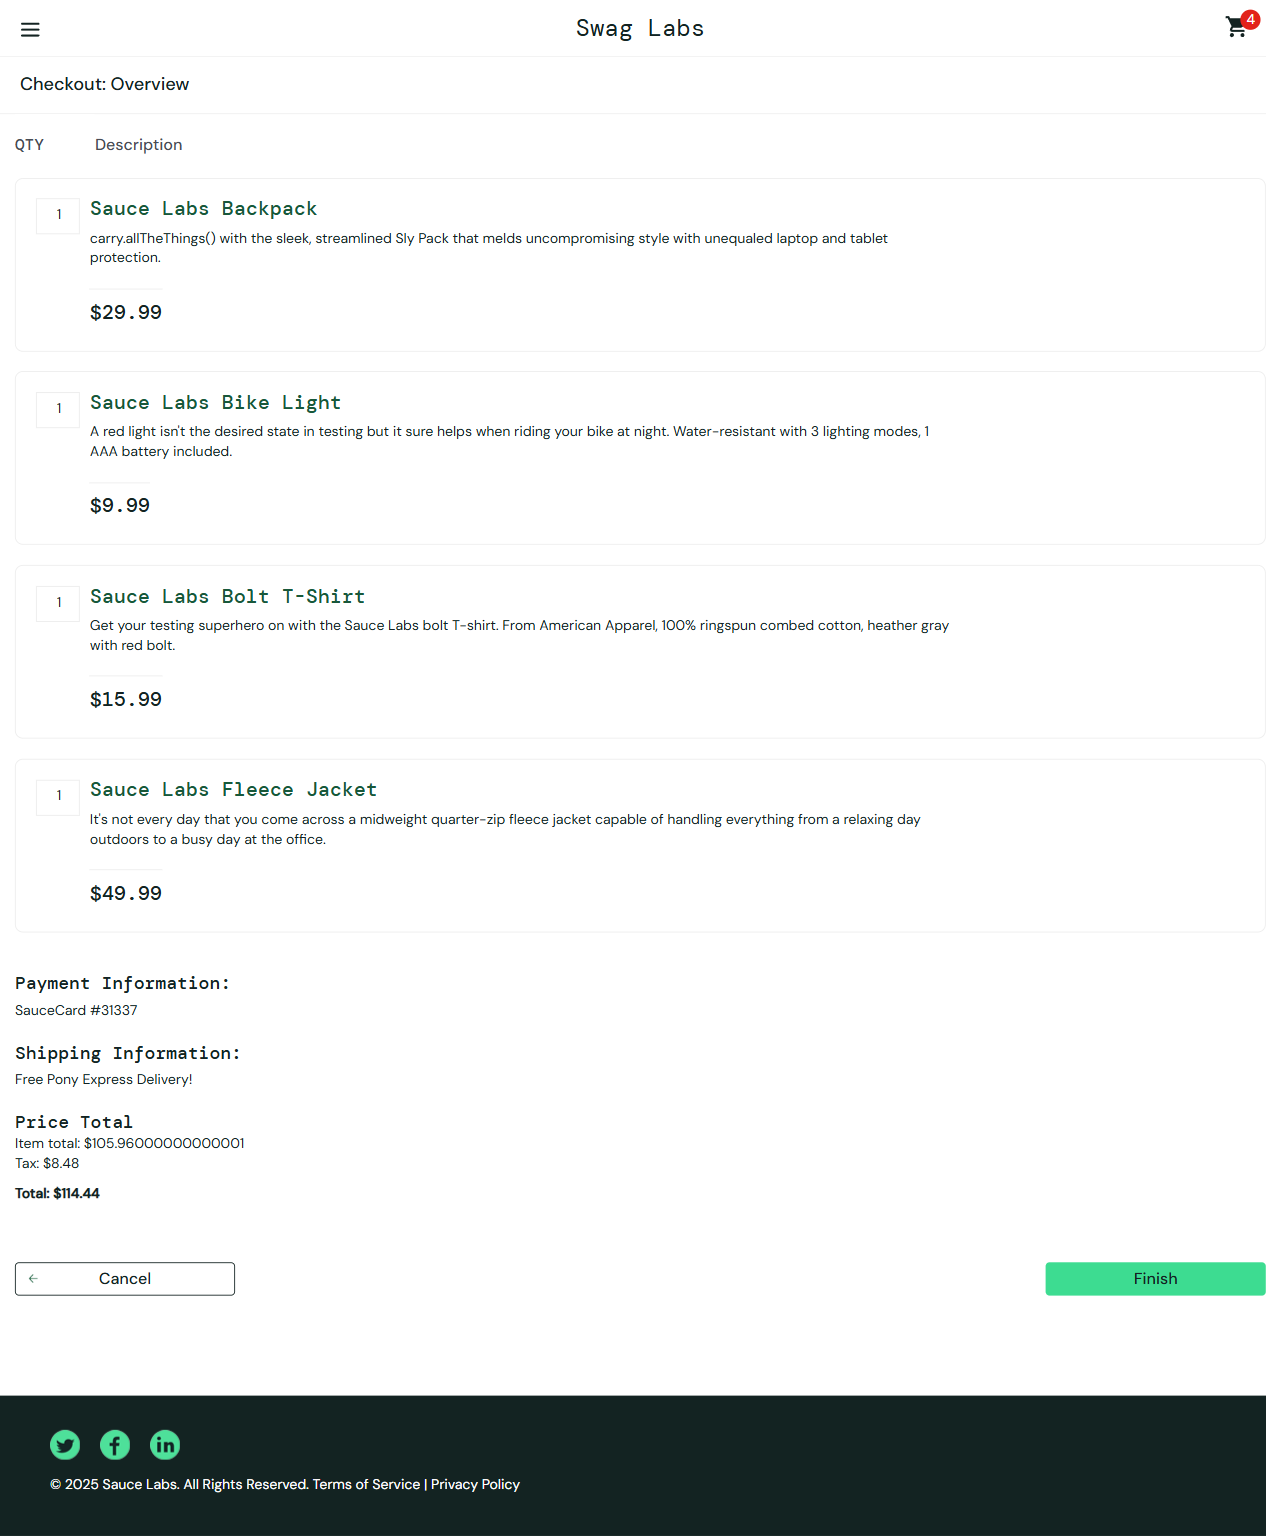 Swag Labs
4
Checkout: Overview
QTY Description
1
Sauce Labs Backpack
carry.allTheThings() with the sleek, streamlined Sly Pack that melds uncompromising style with unequaled laptop and tablet
protection.
$29.99
1
Sauce Labs Bike Light
A red light isn't the desired state in testing but it sure helps when riding your bike at night. Water-resistant with 3 lighting modes, 1
AAA battery included.
$9.99
1
Sauce Labs Bolt T-Shirt
Get your testing superhero on with the Sauce Labs bolt T-shirt. From American Apparel, 100% ringspun combed cotton, heather gray
with red bolt.
$15.99
1
Sauce Labs Fleece Jacket
It's not every day that you come across a midweight quarter-zip fleece jacket capable of handling everything from a relaxing day
outdoors to a busy day at the office.
$49.99
Payment Information:
SauceCard #31337
Shipping Information:
Free Pony Express Delivery!
Price Total
Item total: $105.96000000000001
Tax: $8.48
Total: $114.44
Cancel
Finish
© 2025 Sauce Labs. All Rights Reserved. Terms of Service | Privacy Policy